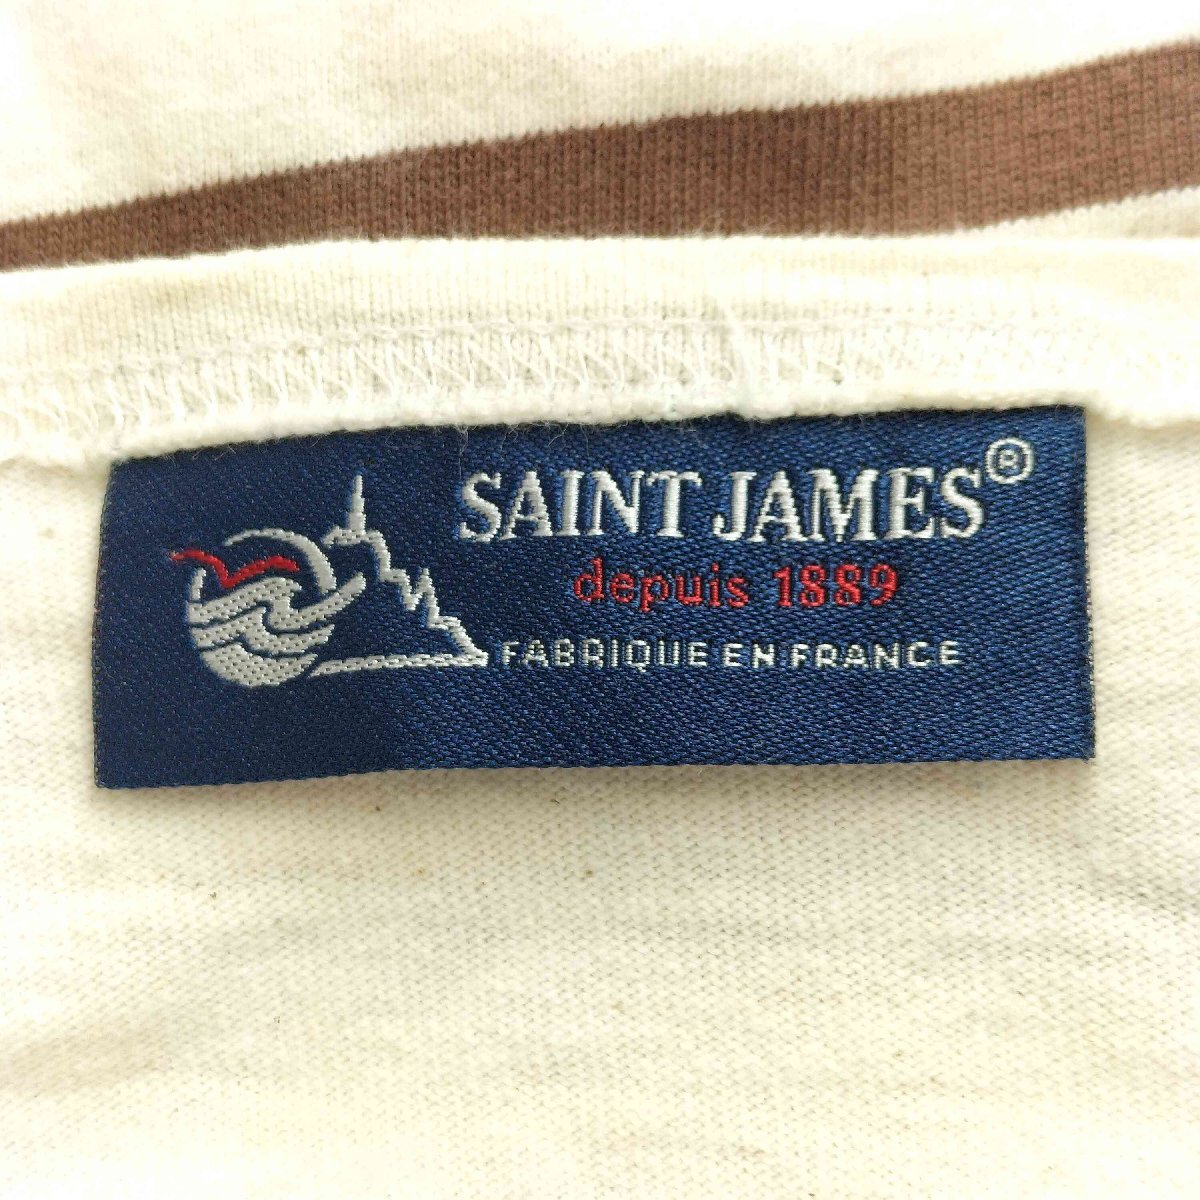 SAINT JAMES®
depuis 1889
FABRIQUE EN FRANCE